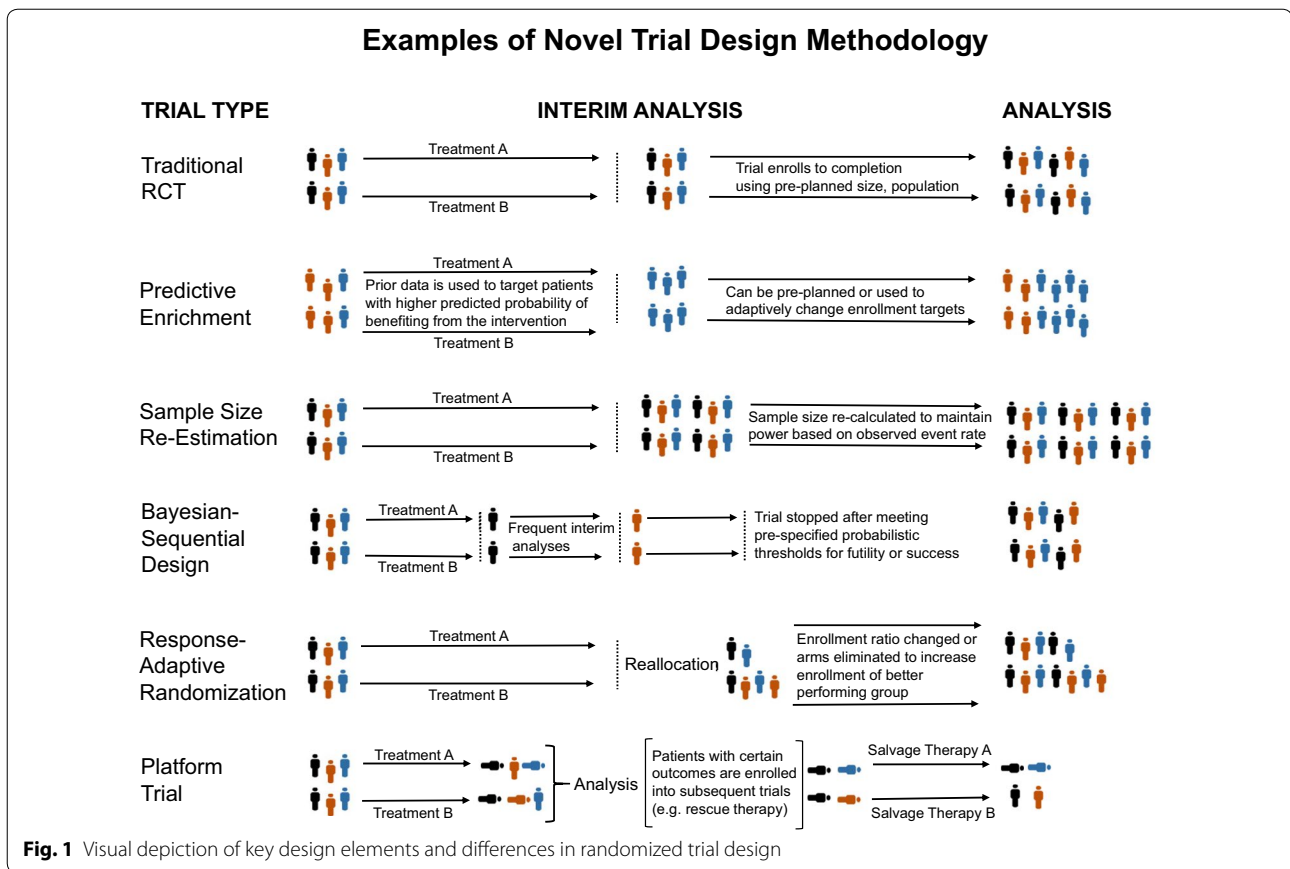 Examples of Novel Trial Design Methodology
TRIAL TYPE
INTERIM ANALYSIS
ANALYSIS
Traditional
RCT
Treatment A
Treatment B
Trial enrolls to completion
using pre-planned size, population
Predictive
Enrichment
Treatment A
Prior data is used to target patients
with higher predicted probability of
benefiting from the intervention
Treatment B
Can be pre-planned or used to
adaptively change enrollment targets
Sample Size
Re-Estimation
Treatment A
Treatment B
Sample size re-calculated to maintain
power based on observed event rate
Bayesian-
Sequential
Design
Treatment A
Treatment B
Frequent interim
analyses
Trial stopped after meeting
pre-specified probabilistic
thresholds for futility or success
Response-
Adaptive
Randomization
Treatment A
Treatment B
Reallocation
Enrollment ratio changed or
arms eliminated to increase
enrollment of better
performing group
Platform
Trial
Treatment A
Treatment B
Analysis
Patients with certain
outcomes are enrolled
into subsequent trials
(e.g. rescue therapy)
Salvage Therapy A
Salvage Therapy B
Fig. 1 Visual depiction of key design elements and differences in randomized trial design